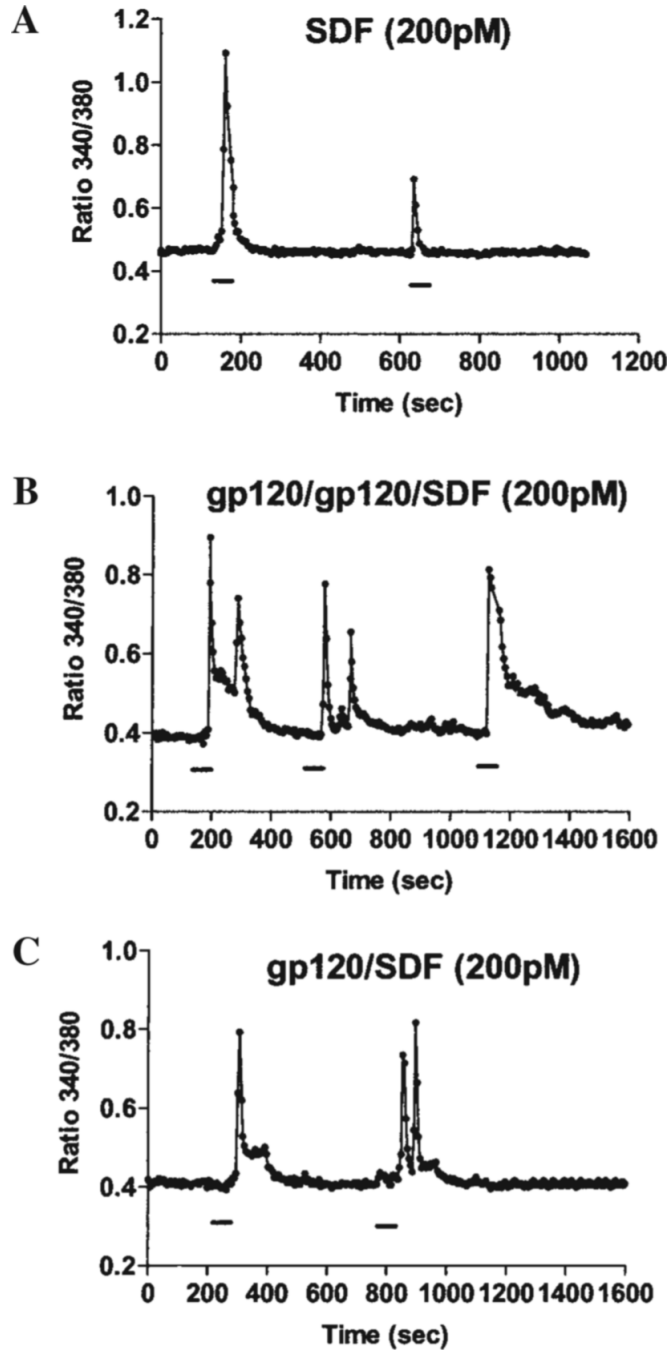 A
SDF (200pM)
Ratio 340/380
1.2
1.0
0.8
0.6
0.4
0.2
0 200 400 600 800 1000 1200
Time (sec)
B
gp120/gp120/SDF (200pM)
Ratio 340/380
1.0
0.8
0.6
0.4
0.2
0 200 400 600 800 1000 1200 1400 1600
Time (sec)
C
gp120/SDF (200pM)
Ratio 340/380
1.0
0.8
0.6
0.4
0.2
0 200 400 600 800 1000 1200 1400 1600
Time (sec)